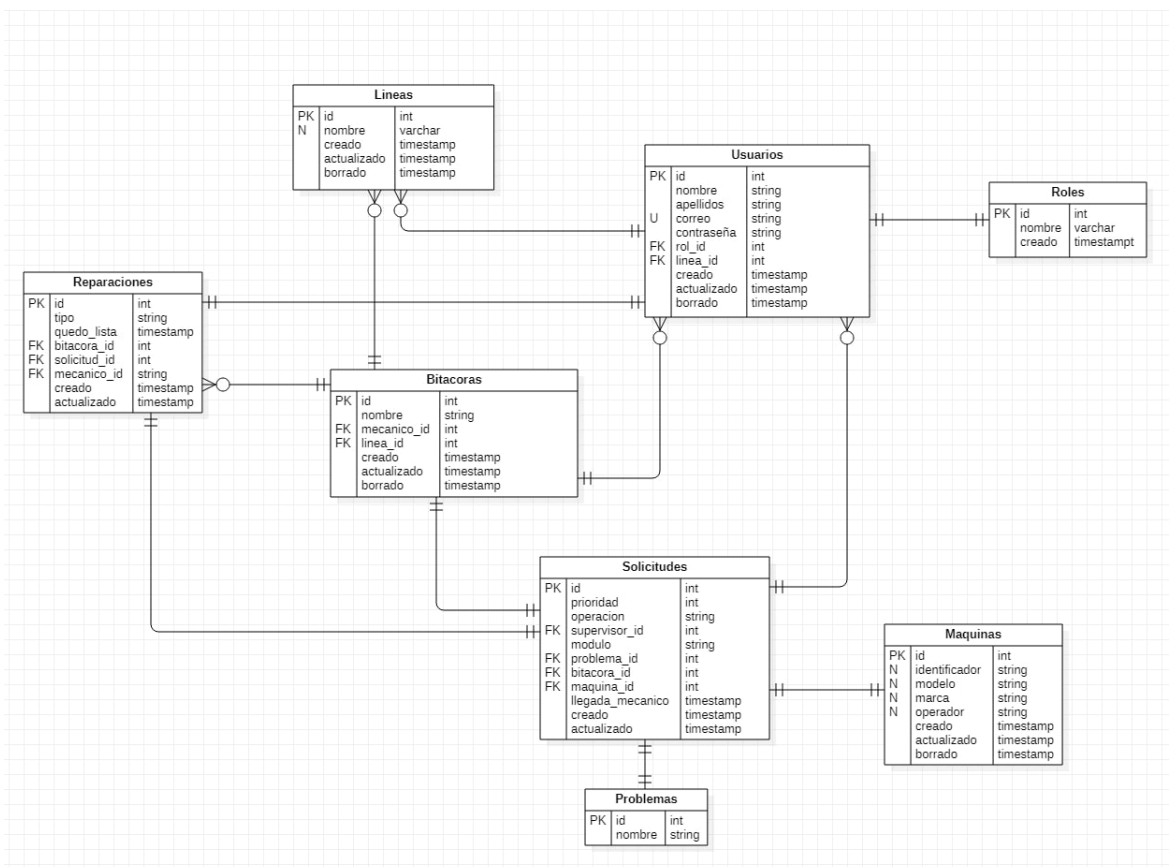 Lineas
PK id int
N nombre varchar
creado timestamp
actualizado timestamp
borrado timestamp
Usuarios
PK id int
nombre string
apellidos string
U correo string
contraseña string
FK rol_id int
FK linea_id int
creado timestamp
actualizado timestamp
borrado timestamp
Roles
PK id int
nombre varchar
creado timestampt
Reparaciones
PK id int
tipo string
quedo_lista timestamp
FK bitacora_id int
FK solicitud_id int
FK mecanico_id string
creado timestamp
actualizado timestamp
Bitacoras
PK id int
nombre string
FK mecanico_id int
FK linea_id int
creado timestamp
actualizado timestamp
borrado timestamp
Solicitudes
PK id int
prioridad int
operacion string
FK supervisor_id int
modulo string
FK problema_id int
FK bitacora_id int
FK maquina_id int
llegada_mecanico timestamp
creado timestamp
actualizado timestamp
Maquinas
PK id int
N identificador string
N modelo string
N marca string
N operador string
creado timestamp
actualizado timestamp
borrado timestamp
Problemas
PK id int
nombre string